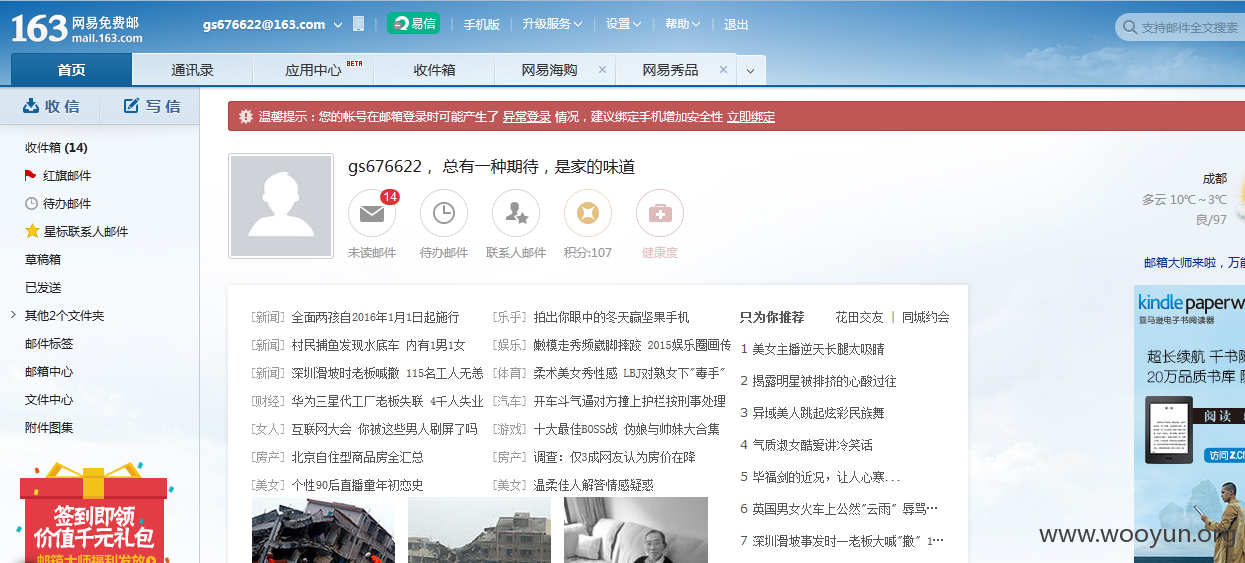 163 网易免费邮
mail.163.com
gs676622@163.com
易信
手机版
升级服务
设置
帮助
退出
支持邮件全文搜索
首页
通讯录
应用中心 BETA
收件箱
网易海购 ×
网易秀品 ×
收信
写信
温馨提示：您的帐号在邮箱登录时可能产生了 异常登录 情况，建议绑定手机增加安全性 立即绑定
收件箱 (14)
红旗邮件
待办邮件
星标联系人邮件
草稿箱
已发送
其他2个文件夹
邮件标签
邮箱中心
文件中心
附件图集
签到即领
价值千元礼包
邮箱大师福利发放
gs676622， 总有一种期待，是家的味道
14
未读邮件
待办邮件
联系人邮件
积分:107
健康度
成都
多云 10℃~3℃
良/97
邮箱大师来啦，万能
[新闻] 全面两孩自2016年1月1日起施行
[新闻] 村民捕鱼发现水底车 内有1男1女
[新闻] 深圳滑坡时老板喊撤 115名工人无恙
[财经] 华为三星代工厂老板失联 4千人失业
[女人] 互联网大会 你被这些男人刷屏了吗
[房产] 北京自住型商品房全汇总
[美女] 个性90后直播童年初恋史
[乐乎] 拍出你眼中的冬天赢坚果手机
[娱乐] 嫩模走秀频崴脚摔跤 2015娱乐圈画传
[体育] 柔术美女秀性感 LBJ对熟女下"毒手"
[汽车] 开车斗气逼对方撞上护栏按刑事处理
[游戏] 十大最佳BOSS战 伪娘与帅妹大合集
[房产] 调查：仅3成网友认为房价在降
[美女] 温柔佳人解答情感疑惑
只为你推荐
花田交友 | 同城约会
1 美女主播逆天长腿太吸睛
2 揭露明星被排挤的心酸过往
3 异域美人跳起炫彩民族舞
4 气质淑女酷爱讲冷笑话
5 毕福剑的近况，让人心寒...
6 英国男女火车上公然"云雨" 辱骂…
7 深圳滑坡事发时一老板大喊"撤" 1…
kindle paperw
亚马逊电子书阅读器
超长续航 千书
20万品质书库
阅读
访问Z.C
www.wooyun.org